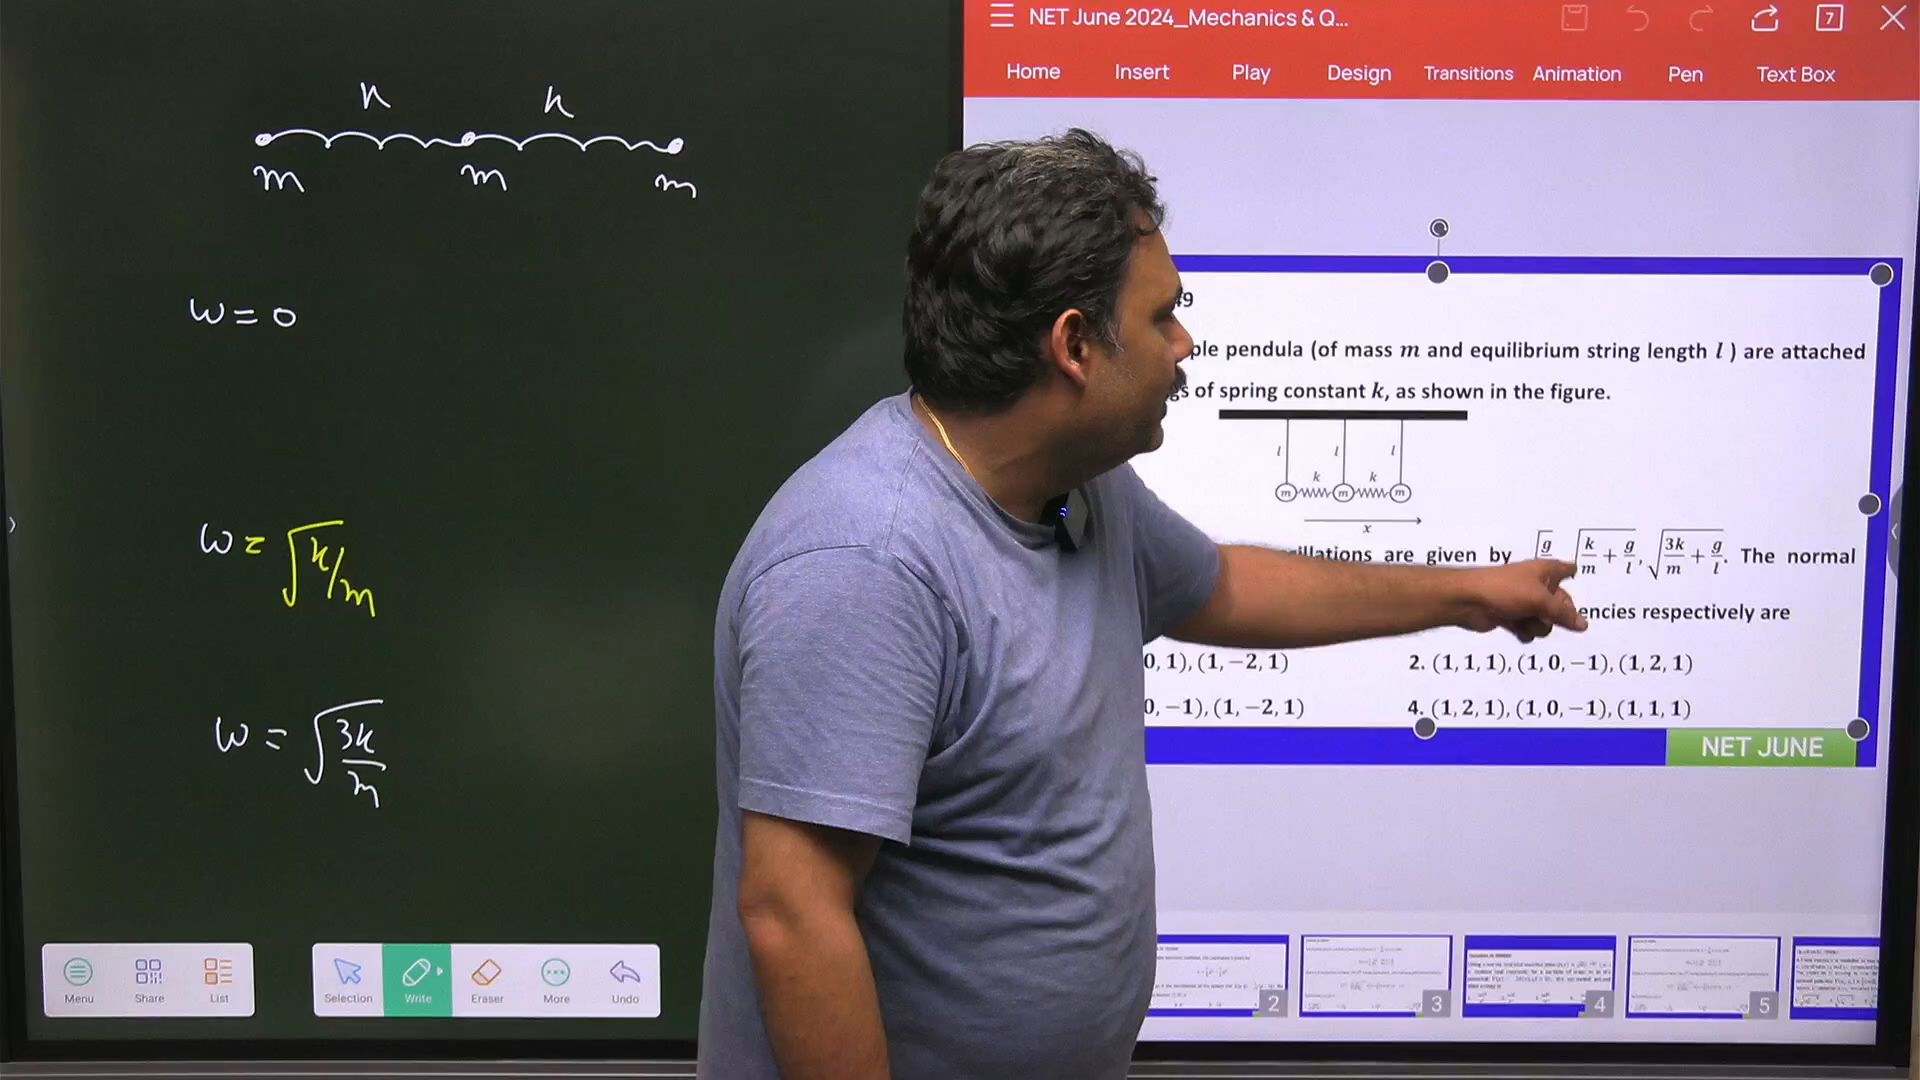 k k
m m m
ω = 0
ω = √k/m
ω = √3k/m
Menu Share List
Selection Write Eraser More Undo
NET June 2024_Mechanics & Q...
7
Home Insert Play Design Transitions Animation Pen Text Box
49
ple pendula (of mass m and equilibrium string length l ) are attached
gs of spring constant k, as shown in the figure.
l l l
k k
m m m
x
illations are given by √g √k/m + g/l, √3k/m + g/l. The normal
encies respectively are
0, 1), (1, −2, 1) 2. (1, 1, 1), (1, 0, −1), (1, 2, 1)
0, −1), (1, −2, 1) 4. (1, 2, 1), (1, 0, −1), (1, 1, 1)
NET JUNE
2 3 4 5